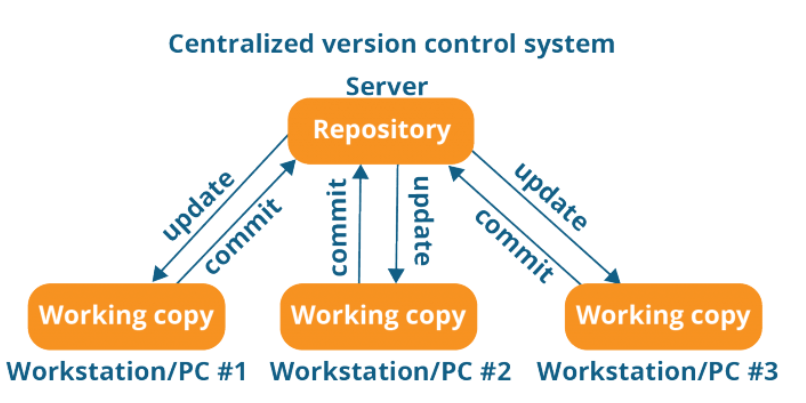 Centralized version control system
Server
Repository
update
commit
commit
update
commit
update
Working copy
Working copy
Working copy
Workstation/PC #1
Workstation/PC #2
Workstation/PC #3